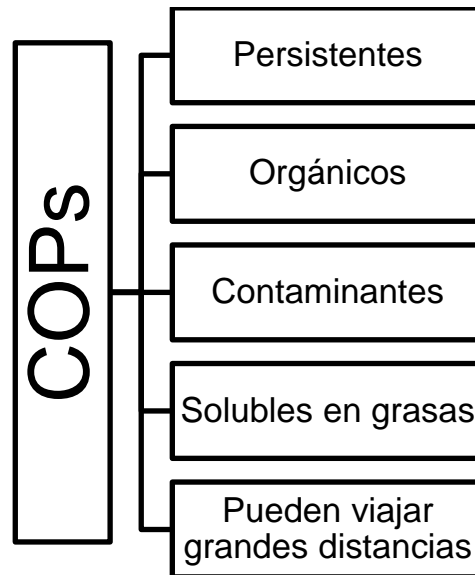 COPs
Persistentes
Orgánicos
Contaminantes
Solubles en grasas
Pueden viajar
grandes distancias